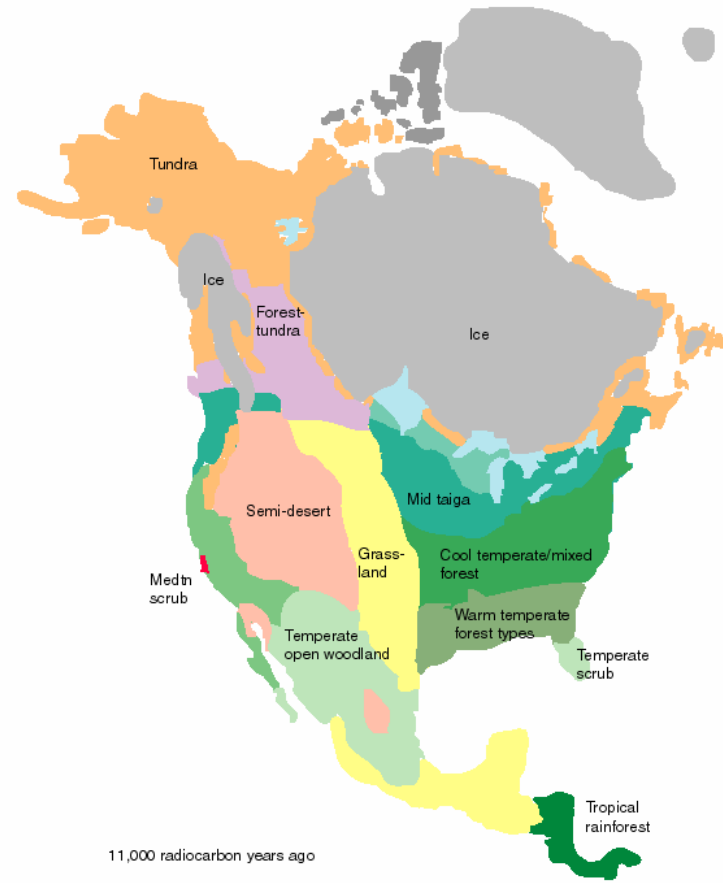 Tundra
Ice
Forest-
tundra
Ice
Mid taiga
Semi-desert
Grass-
land
Cool temperate/mixed
forest
Medtn
scrub
Warm temperate
forest types
Temperate
open woodland
Temperate
scrub
Tropical
rainforest
11,000 radiocarbon years ago